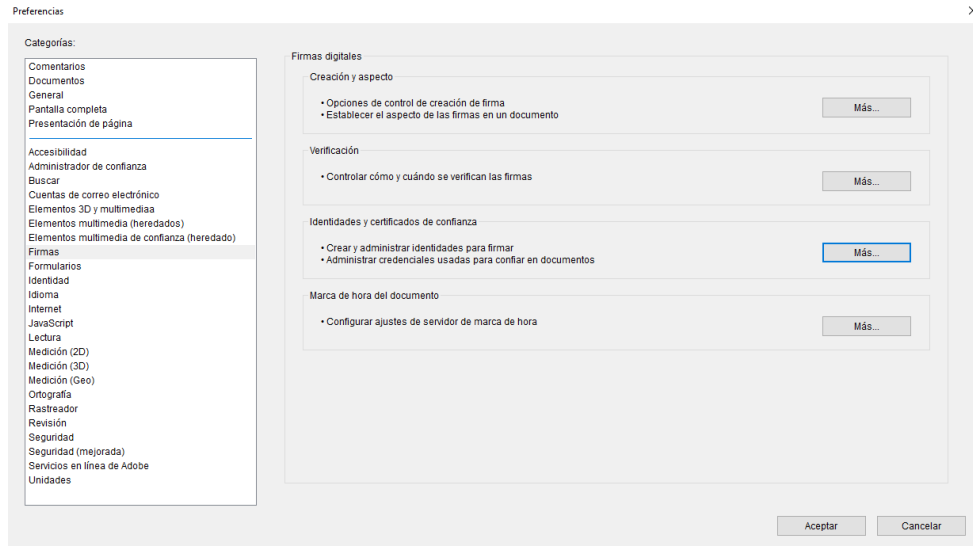 Preferencias
Categorías:
Comentarios
Documentos
General
Pantalla completa
Presentación de página
Accesibilidad
Administrador de confianza
Buscar
Cuentas de correo electrónico
Elementos 3D y multimediaa
Elementos multimedia (heredados)
Elementos multimedia de confianza (heredado)
Firmas
Formularios
Identidad
Idioma
Internet
JavaScript
Lectura
Medición (2D)
Medición (3D)
Medición (Geo)
Ortografía
Rastreador
Revisión
Seguridad
Seguridad (mejorada)
Servicios en línea de Adobe
Unidades
Firmas digitales
Creación y aspecto
• Opciones de control de creación de firma
• Establecer el aspecto de las firmas en un documento
Más...
Verificación
• Controlar cómo y cuándo se verifican las firmas
Más...
Identidades y certificados de confianza
• Crear y administrar identidades para firmar
• Administrar credenciales usadas para confiar en documentos
Más...
Marca de hora del documento
• Configurar ajustes de servidor de marca de hora
Más...
Aceptar
Cancelar